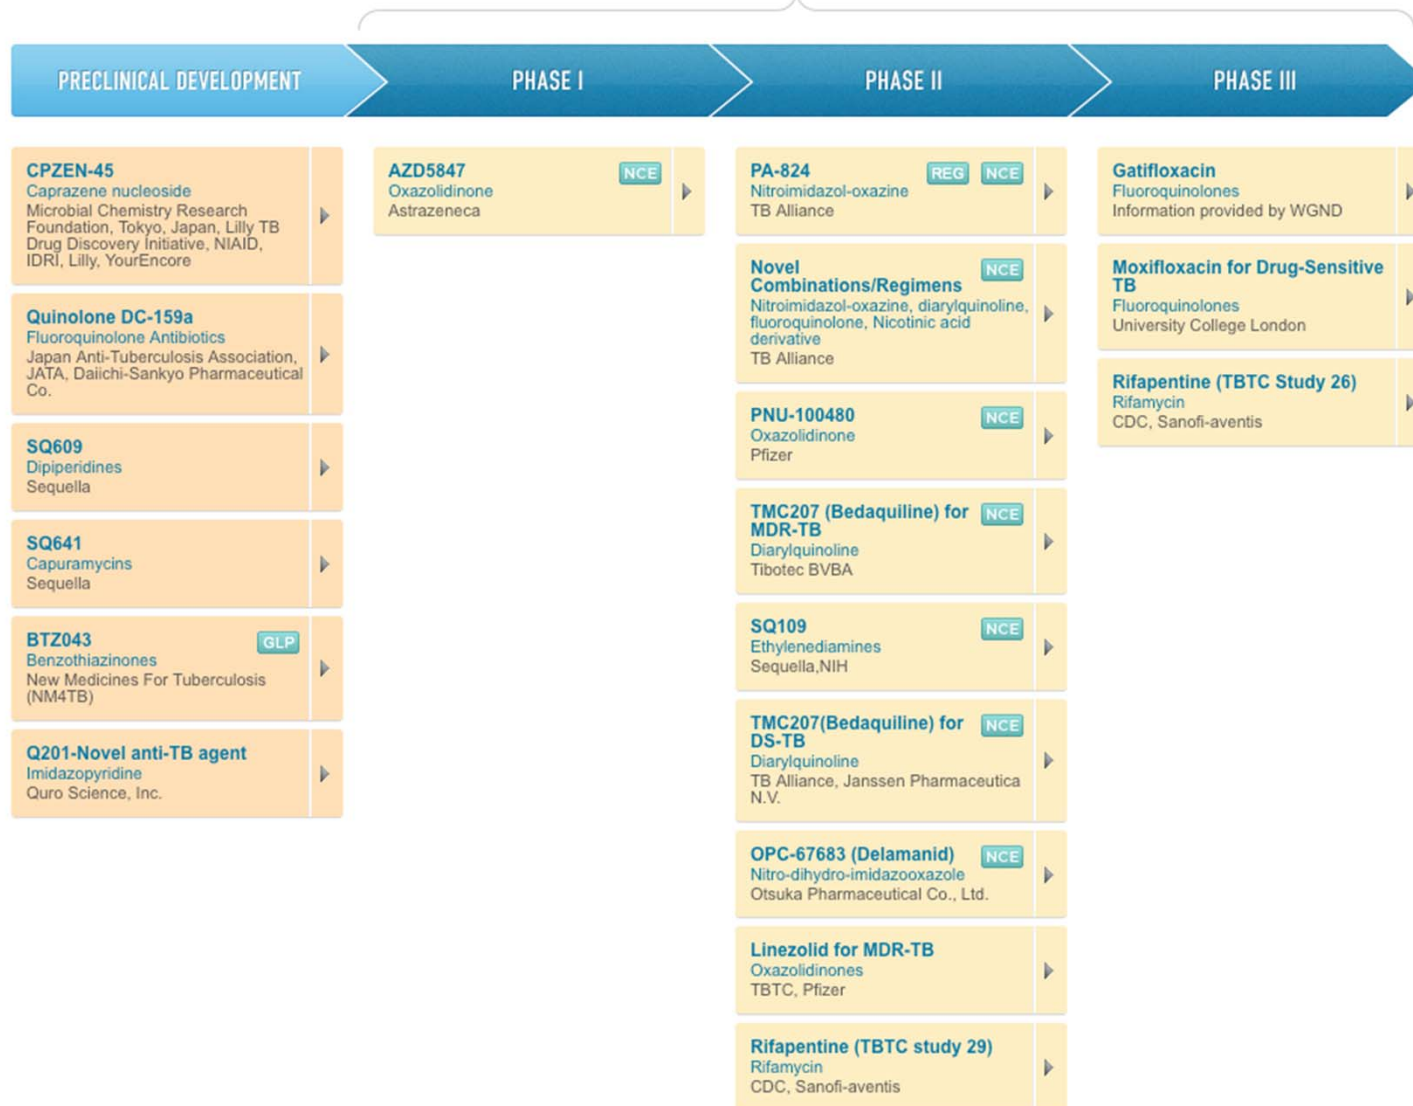 PRECLINICAL DEVELOPMENT
PHASE I
PHASE II
PHASE III
CPZEN-45
Caprazene nucleoside
Microbial Chemistry Research
Foundation, Tokyo, Japan, Lilly TB
Drug Discovery Initiative, NIAID,
IDRI, Lilly, YourEncore
Quinolone DC-159a
Fluoroquinolone Antibiotics
Japan Anti-Tuberculosis Association,
JATA, Daiichi-Sankyo Pharmaceutical
Co.
SQ609
Dipiperidines
Sequella
SQ641
Capuramycins
Sequella
BTZ043 GLP
Benzothiazinones
New Medicines For Tuberculosis
(NM4TB)
Q201-Novel anti-TB agent
Imidazopyridine
Quro Science, Inc.
AZD5847 NCE
Oxazolidinone
Astrazeneca
PA-824 REG NCE
Nitroimidazol-oxazine
TB Alliance
Novel NCE
Combinations/Regimens
Nitroimidazol-oxazine, diarylquinoline,
fluoroquinolone, Nicotinic acid
derivative
TB Alliance
PNU-100480 NCE
Oxazolidinone
Pfizer
TMC207 (Bedaquiline) for NCE
MDR-TB
Diarylquinoline
Tibotec BVBA
SQ109 NCE
Ethylenediamines
Sequella,NIH
TMC207(Bedaquiline) for NCE
DS-TB
Diarylquinoline
TB Alliance, Janssen Pharmaceutica
N.V.
OPC-67683 (Delamanid) NCE
Nitro-dihydro-imidazooxazole
Otsuka Pharmaceutical Co., Ltd.
Linezolid for MDR-TB
Oxazolidinones
TBTC, Pfizer
Rifapentine (TBTC study 29)
Rifamycin
CDC, Sanofi-aventis
Gatifloxacin
Fluoroquinolones
Information provided by WGND
Moxifloxacin for Drug-Sensitive
TB
Fluoroquinolones
University College London
Rifapentine (TBTC Study 26)
Rifamycin
CDC, Sanofi-aventis